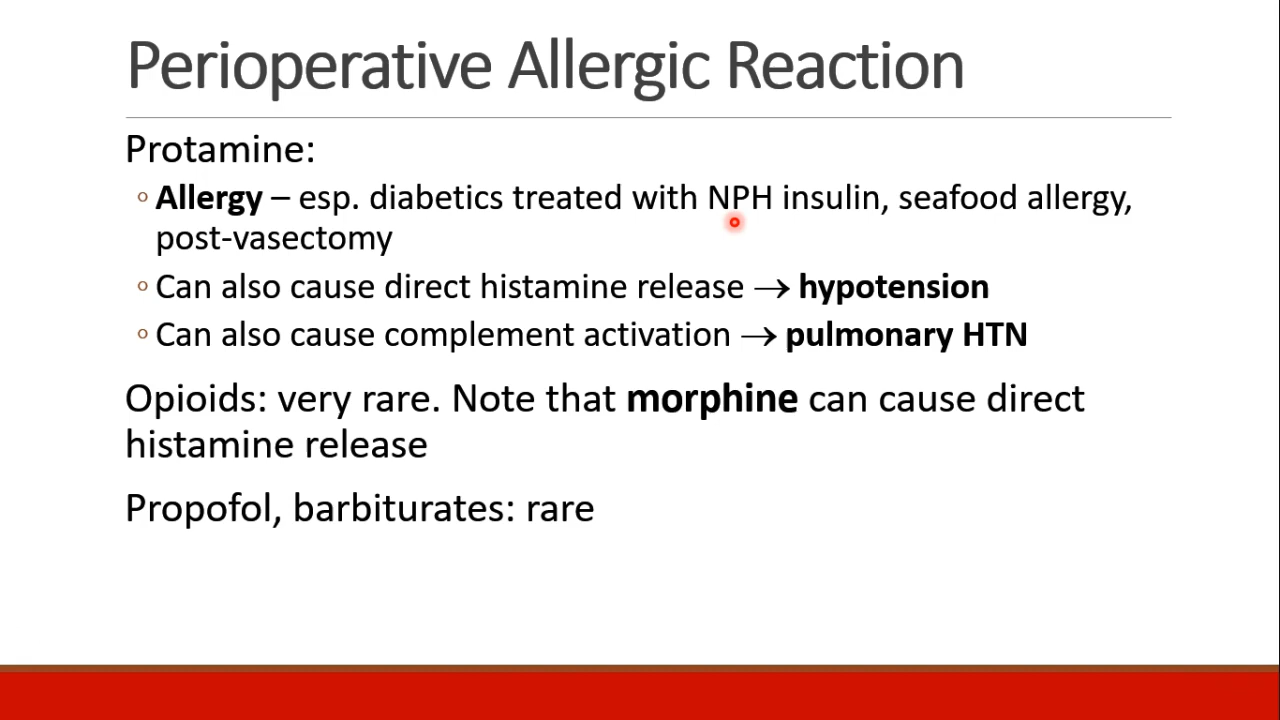 Perioperative Allergic Reaction
Protamine:
◦ Allergy – esp. diabetics treated with NPH insulin, seafood allergy,
post-vasectomy
◦ Can also cause direct histamine release → hypotension
◦ Can also cause complement activation → pulmonary HTN
Opioids: very rare. Note that morphine can cause direct
histamine release
Propofol, barbiturates: rare